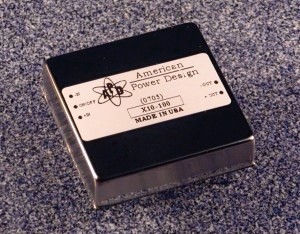 American
Power Design
APD
-IN
ON/OFF
+IN
-OUT
+OUT
(0705)
X10-100
MADE IN USA